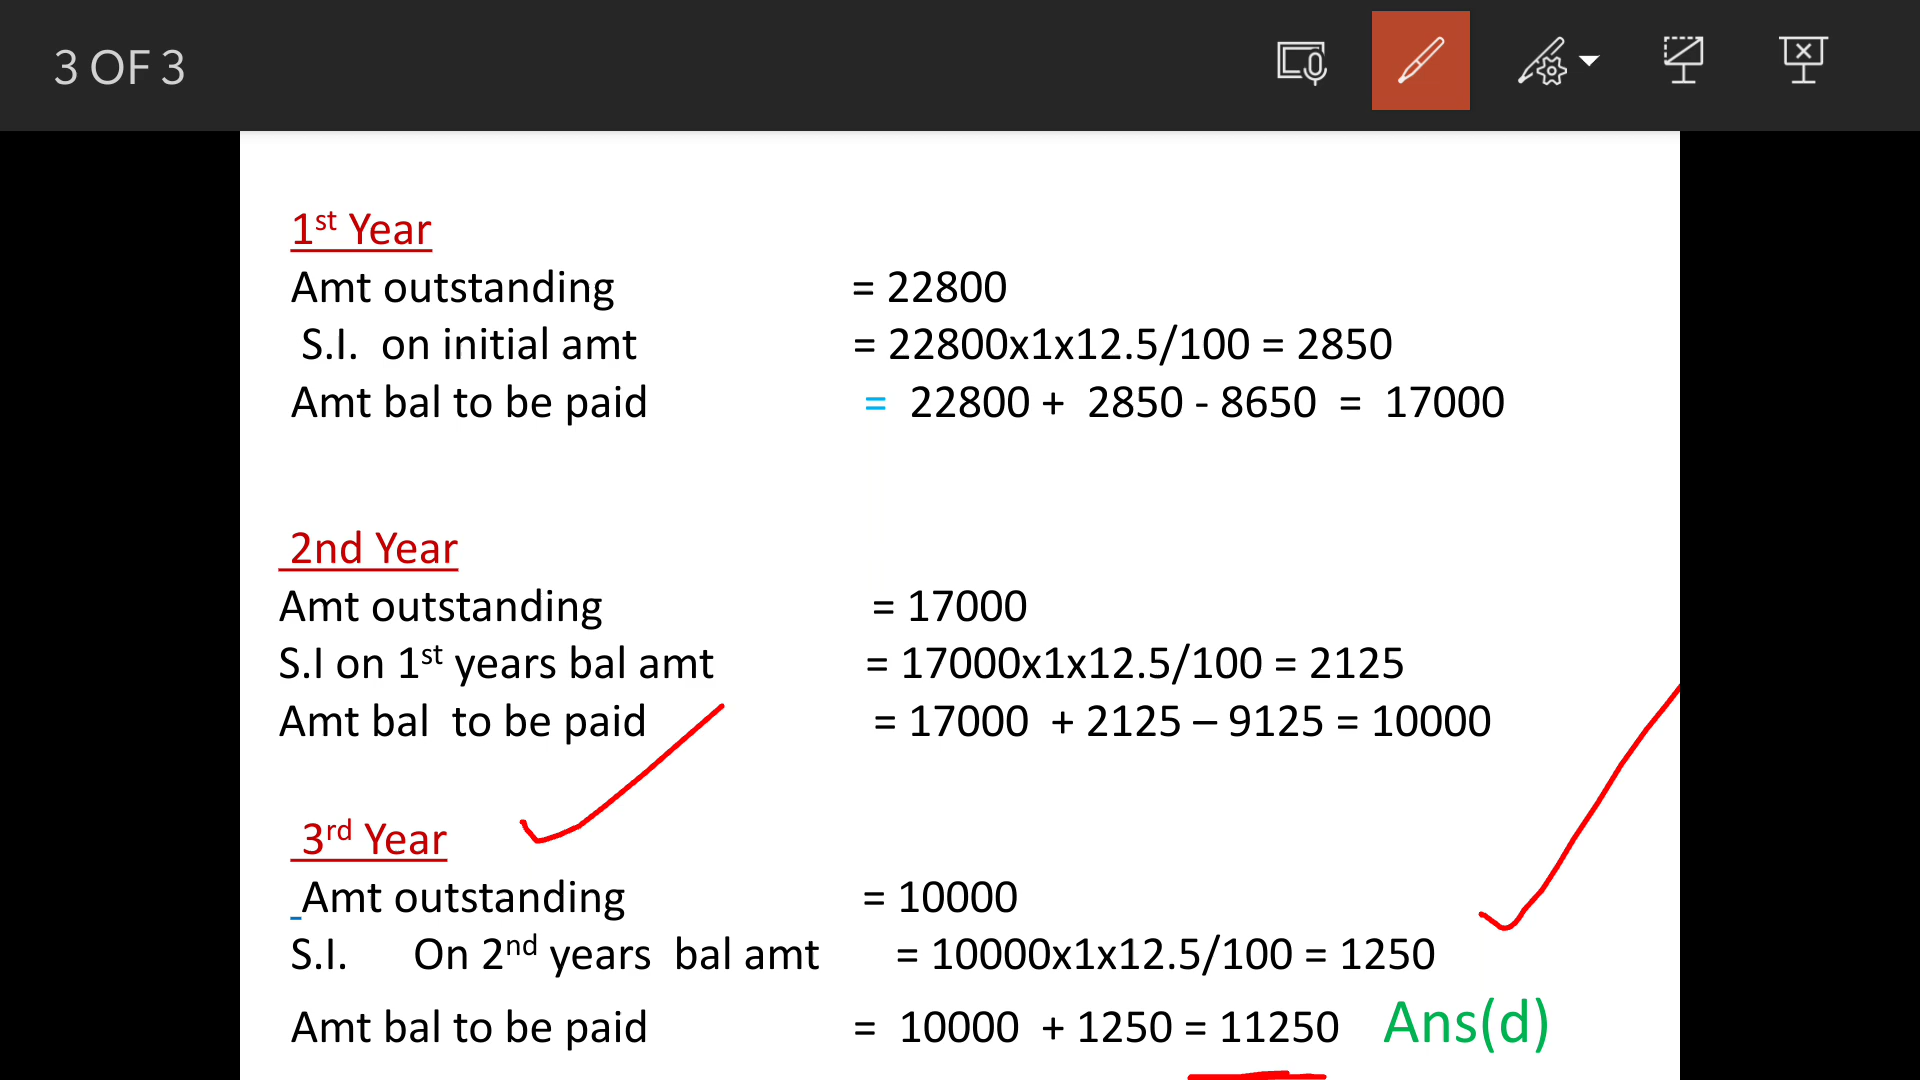 3 OF 3
1st Year
Amt outstanding = 22800
S.I. on initial amt = 22800x1x12.5/100 = 2850
Amt bal to be paid = 22800 + 2850 - 8650 = 17000
2nd Year
Amt outstanding = 17000
S.I on 1st years bal amt = 17000x1x12.5/100 = 2125
Amt bal to be paid = 17000 + 2125 – 9125 = 10000
3rd Year
Amt outstanding = 10000
S.I. On 2nd years bal amt = 10000x1x12.5/100 = 1250
Amt bal to be paid = 10000 + 1250 = 11250 Ans(d)